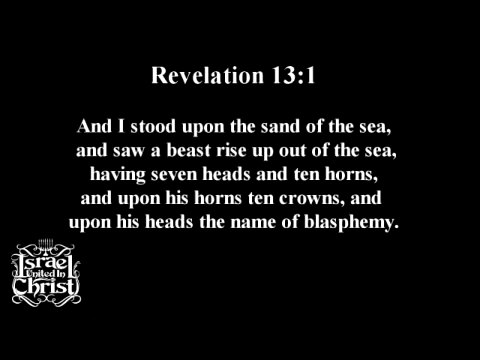 Revelation 13:1
And I stood upon the sand of the sea,
and saw a beast rise up out of the sea,
having seven heads and ten horns,
and upon his horns ten crowns, and
upon his heads the name of blasphemy.
Israel
United In
Christ